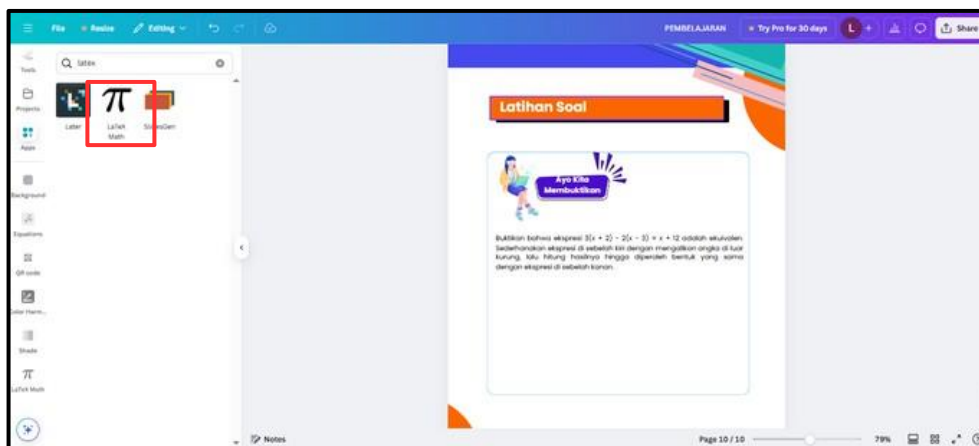 File
Resize
Editing
PEMBELAJARAN
Try Pro for 30 days
L
+
Share
Tools
Projects
Apps
Background
Equations
QR code
Color Harm...
Shade
LaTeX Math
latex
Later
LaTeX
Math
SlidesGen
Latihan Soal
Ayo Kita
Membuktikan
Buktikan bahwa ekspresi 3(x + 2) - 2(x - 3) = x + 12 adalah ekuivalen.
Sederhanakan ekspresi di sebelah kiri dengan mengalikan angka di luar
kurung, lalu hitung hasilnya hingga diperoleh bentuk yang sama
dengan ekspresi di sebelah kanan.
Notes
Page 10 / 10
79%